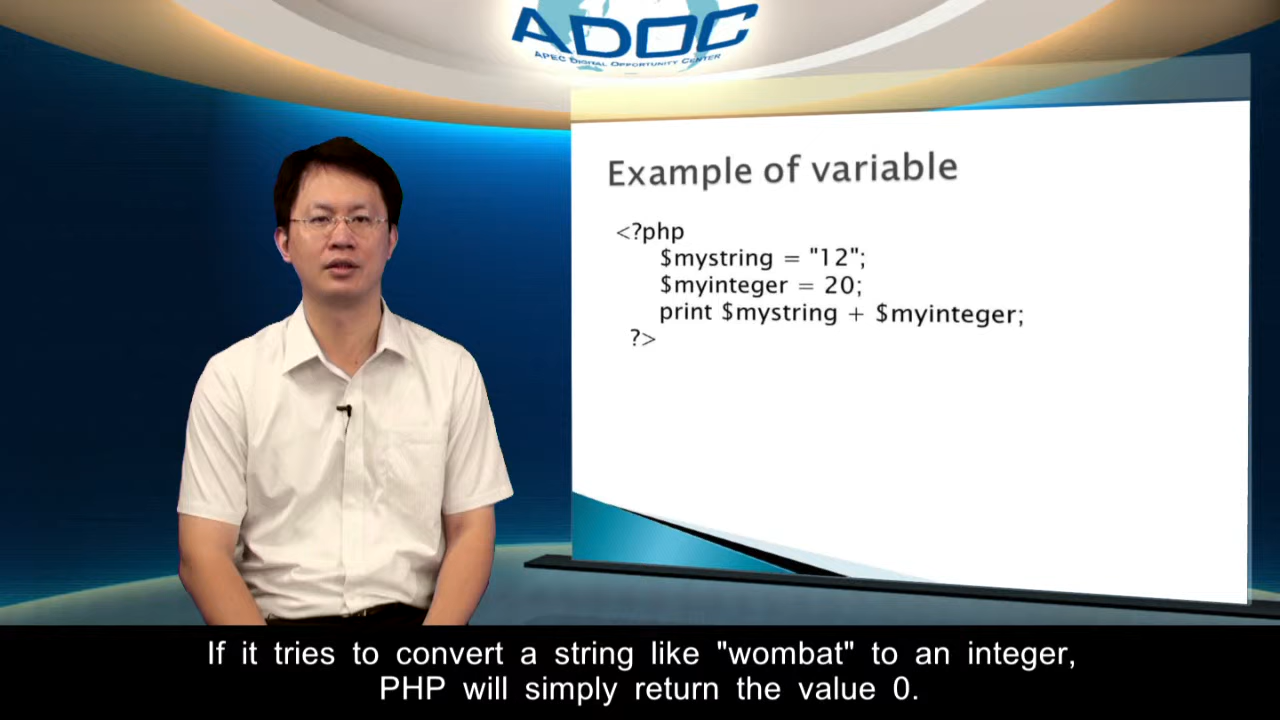 ADOC
APEC DIGITAL OPPORTUNITY CENTER
Example of variable
<?php
$mystring = "12";
$myinteger = 20;
print $mystring + $myinteger;
?>
If it tries to convert a string like "wombat" to an integer,
PHP will simply return the value 0.